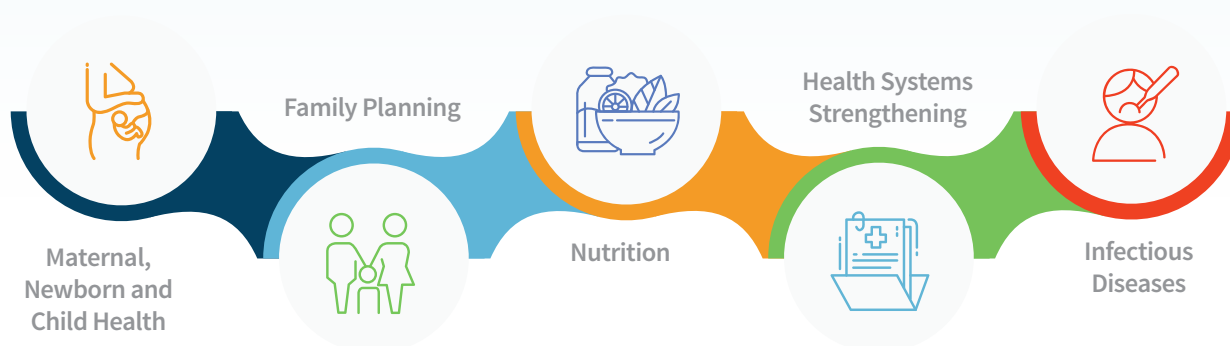 Maternal,
Newborn and
Child Health
Family Planning
Nutrition
Health Systems
Strengthening
Infectious
Diseases